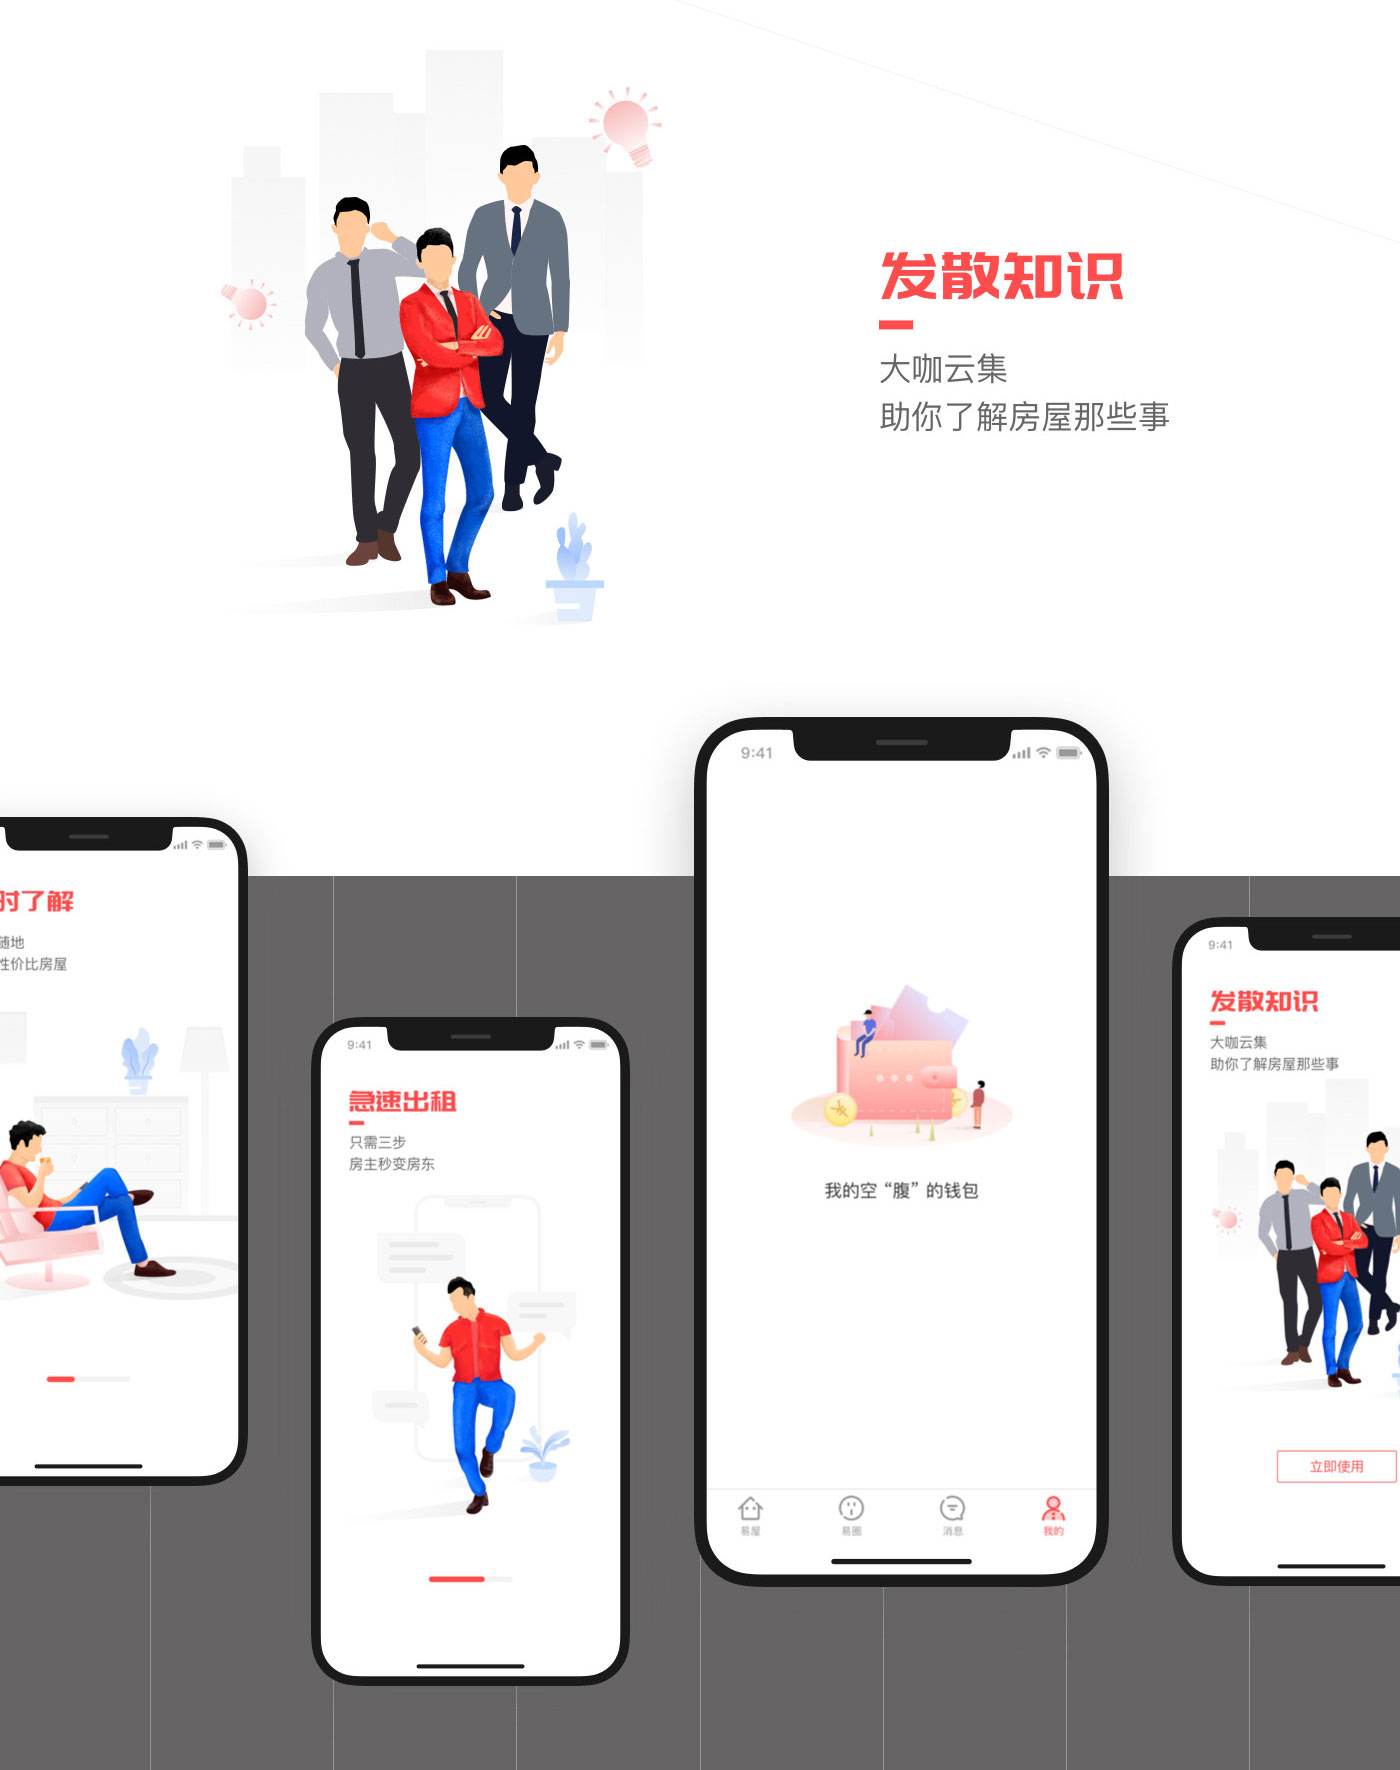 发散知识
大咖云集
助你了解房屋那些事
时了解
随地
性价比房屋
9:41
急速出租
只需三步
房主秒变房东
9:41
我的空“腹”的钱包
易屋
易圈
消息
我的
9:41
发散知识
大咖云集
助你了解房屋那些事
立即使用